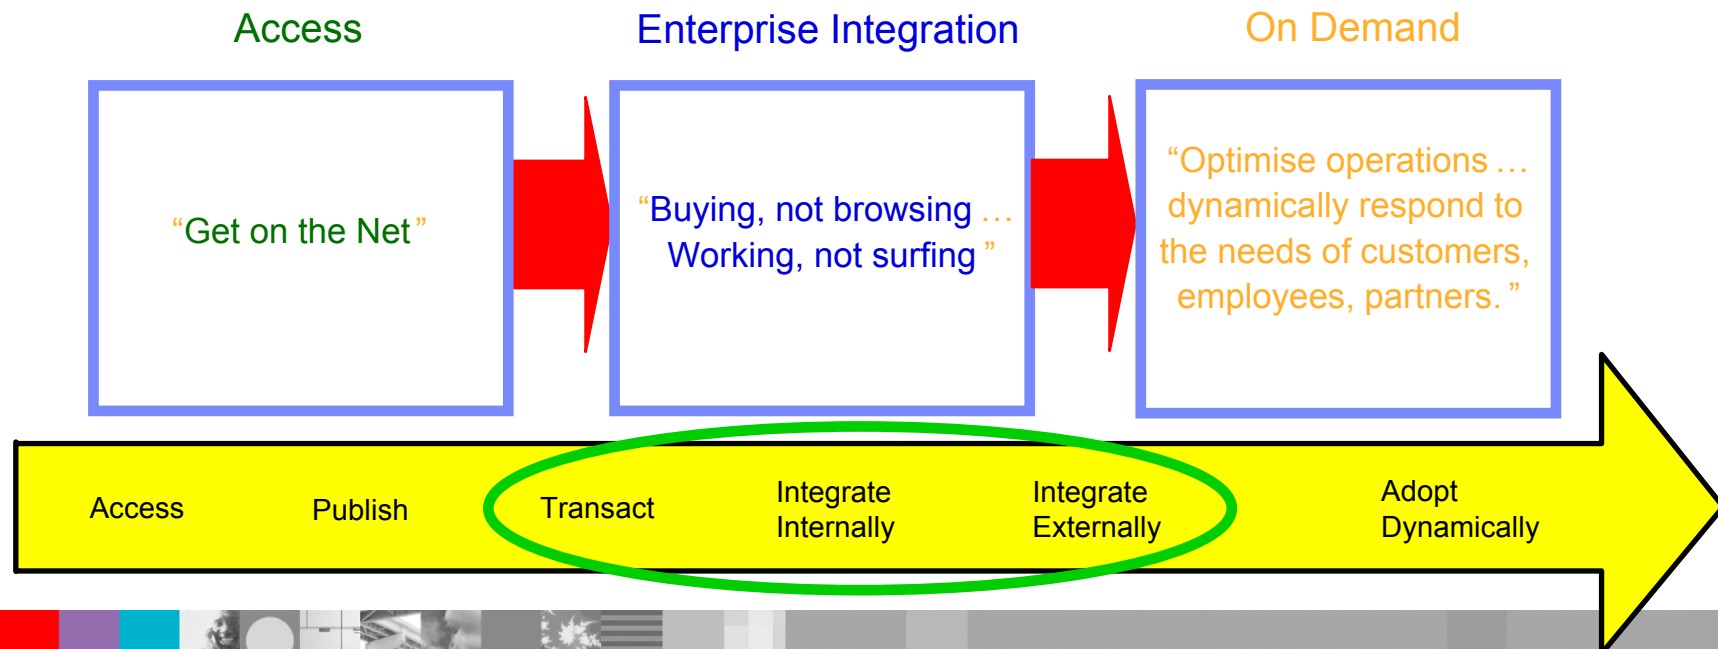 Access
Enterprise Integration
On Demand
“Get on the Net”
“Buying, not browsing …
Working, not surfing ”
“Optimise operations …
dynamically respond to
the needs of customers,
employees, partners. ”
Access
Publish
Transact
Integrate
Internally
Integrate
Externally
Adopt
Dynamically